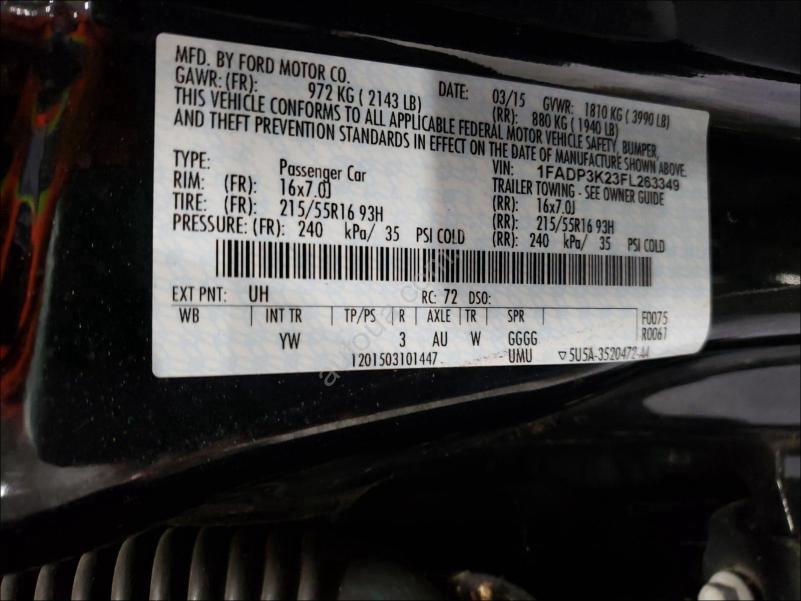 MFD. BY FORD MOTOR CO.
DATE: 03/15 GVWR: 1810 KG ( 3990 LB)
GAWR: (FR): 972 KG ( 2143 LB) (RR): 880 KG ( 1940 LB)
THIS VEHICLE CONFORMS TO ALL APPLICABLE FEDERAL MOTOR VEHICLE SAFETY, BUMPER,
AND THEFT PREVENTION STANDARDS IN EFFECT ON THE DATE OF MANUFACTURE SHOWN ABOVE.
VIN: 1FADP3K23FL263349
TYPE: Passenger Car TRAILER TOWING - SEE OWNER GUIDE
RIM: (FR): 16x7.0J (RR): 16x7.0J
TIRE: (FR): 215/55R16 93H (RR): 215/55R16 93H
PRESSURE: (FR): 240 kPa/ 35 PSI COLD (RR): 240 kPa/ 35 PSI COLD
EXT PNT: UH RC: 72 DSO:
WB INT TR TP/PS R AXLE TR SPR F0075
YW 3 AU W GGGG R0061
1201503101447 UMU ▽5U5A-3520472-AA